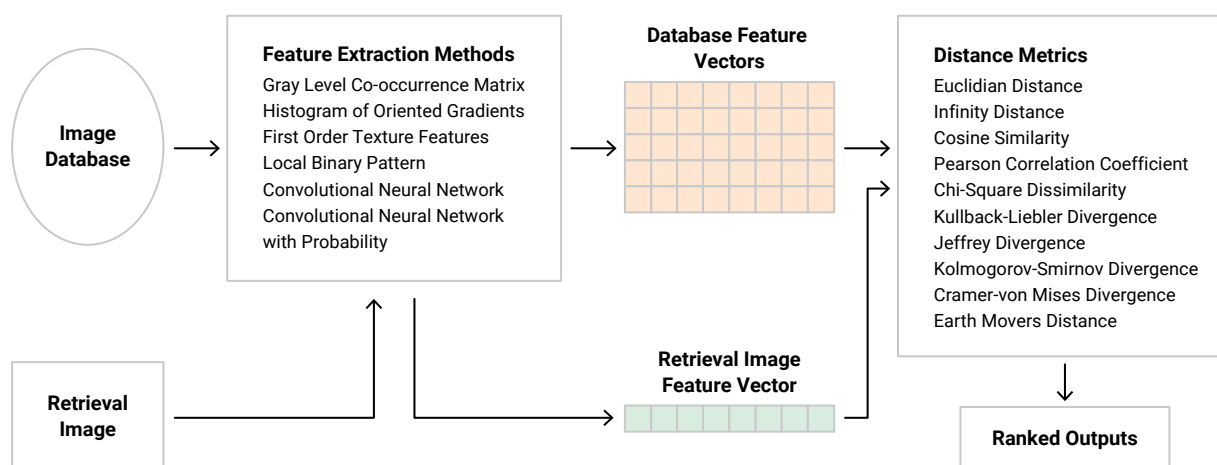 Image
Database
Feature Extraction Methods
Gray Level Co-occurrence Matrix
Histogram of Oriented Gradients
First Order Texture Features
Local Binary Pattern
Convolutional Neural Network
Convolutional Neural Network
with Probability
Database Feature
Vectors
Distance Metrics
Euclidian Distance
Infinity Distance
Cosine Similarity
Pearson Correlation Coefficient
Chi-Square Dissimilarity
Kullback-Liebler Divergence
Jeffrey Divergence
Kolmogorov-Smirnov Divergence
Cramer-von Mises Divergence
Earth Movers Distance
Retrieval
Image
Retrieval Image
Feature Vector
Ranked Outputs